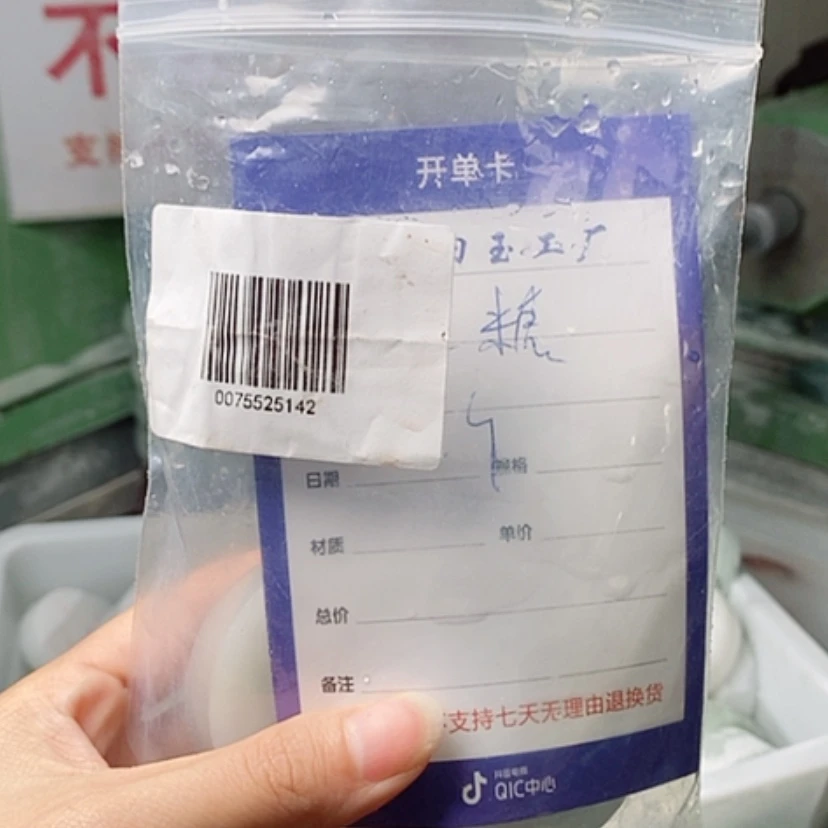 不
支
开单卡
玉工厂
糖
0075525142
规格
日期
材质 单价
总价
备注
支持七天无理由退换货
抖音电商
QIC中心